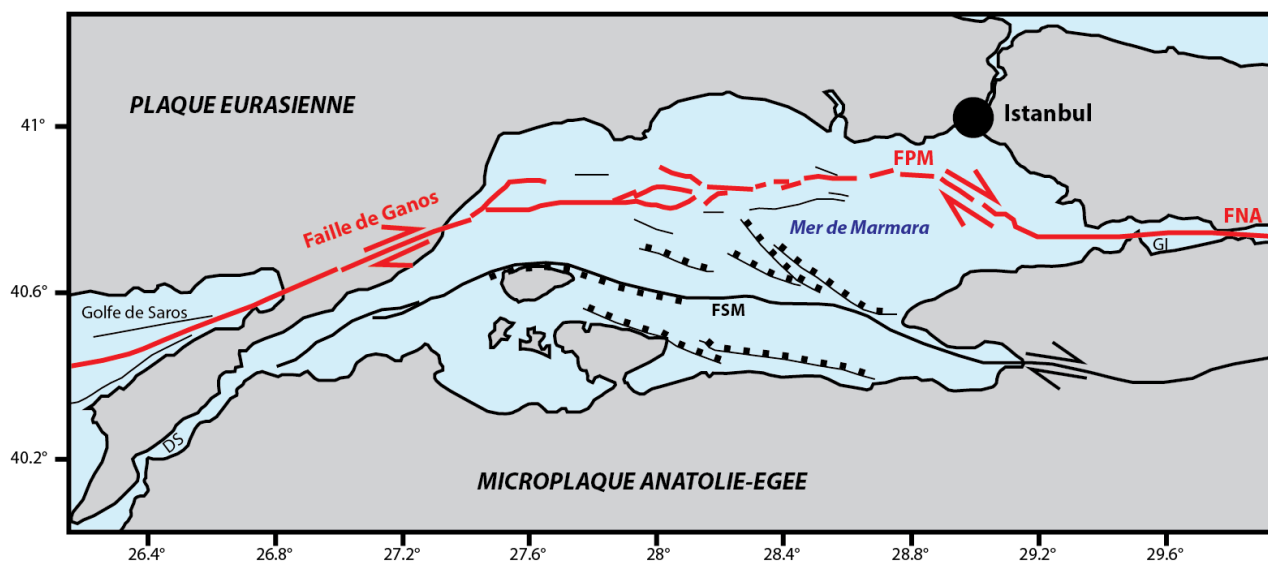 PLAQUE EURASIENNE
41°
Istanbul
FPM
Faille de Ganos
FNA
Mer de Marmara
GI
40.6°
Golfe de Saros
FSM
DS
40.2°
MICROPLAQUE ANATOLIE-EGEE
26.4°
26.8°
27.2°
27.6°
28°
28.4°
28.8°
29.2°
29.6°